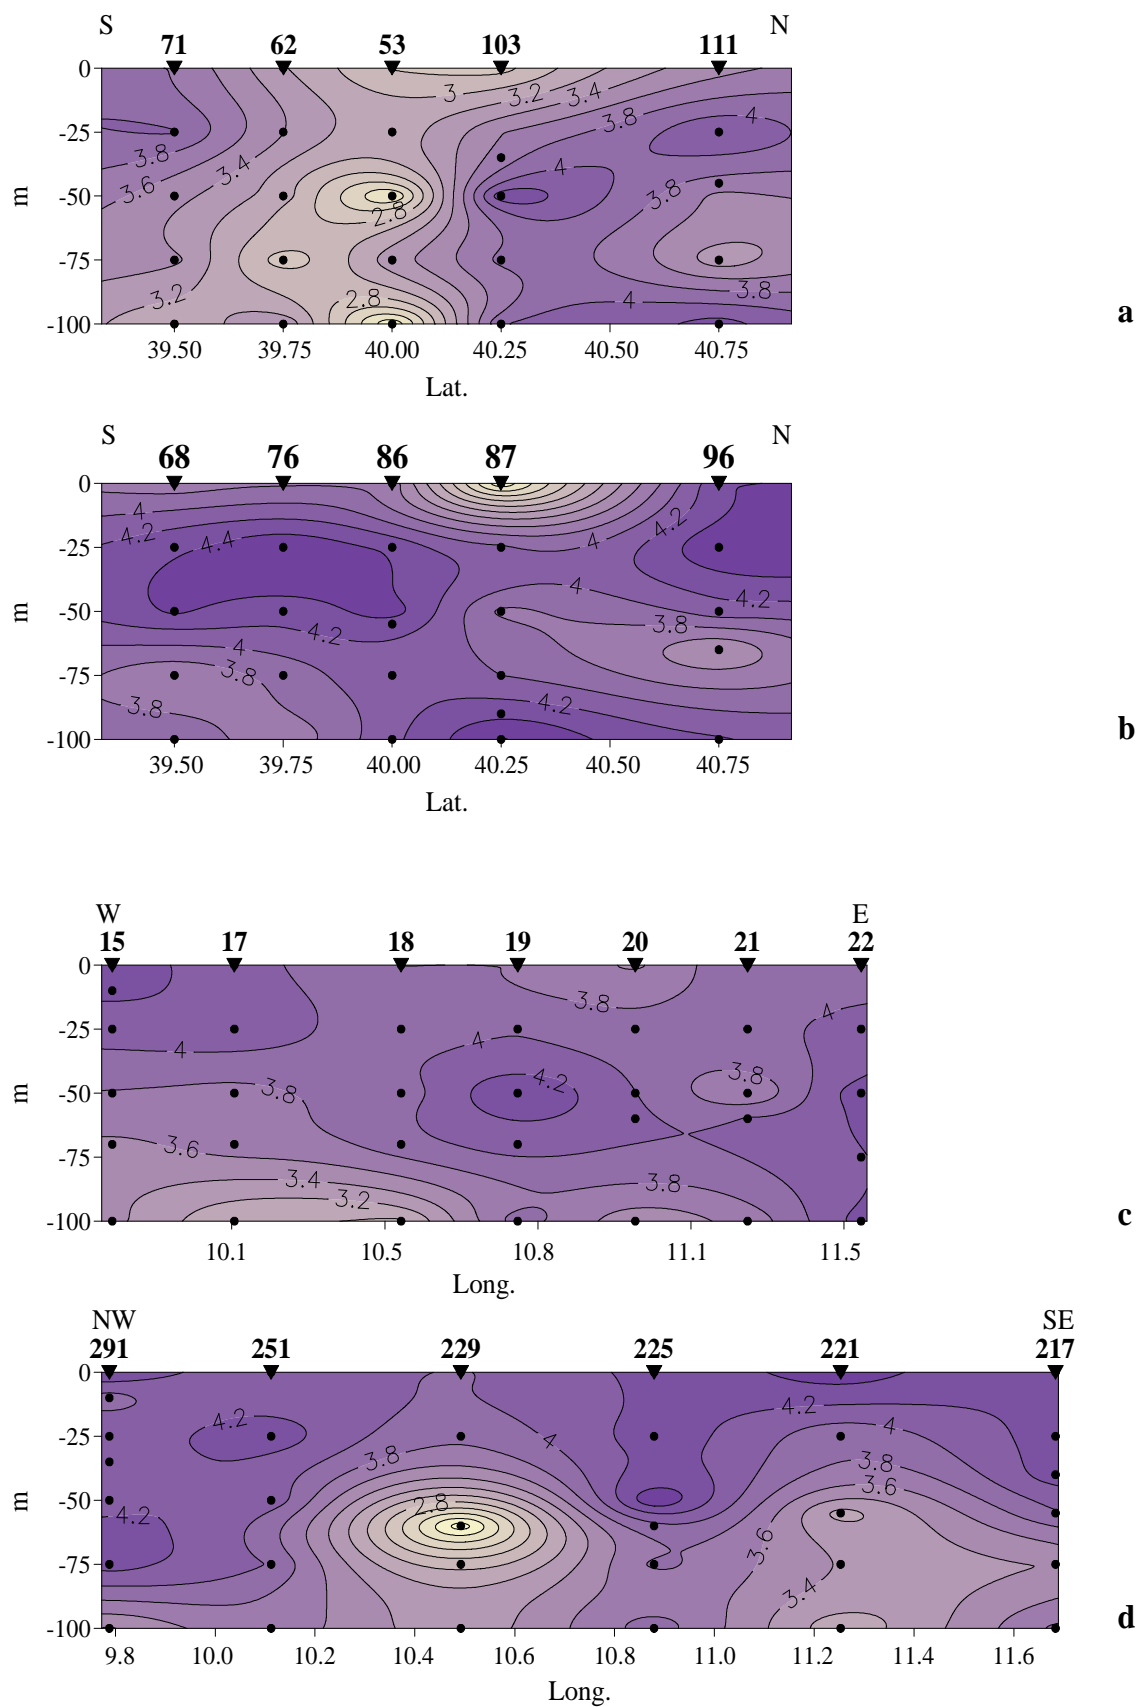 S N
71 62 53 103 111
0
3 3.2 3.4
3.8 4
-25
3.8 3.4 4
3.6 3.8
m -50
2.8
-75
3.2 2.8 4 3.8
-100
39.50 39.75 40.00 40.25 40.50 40.75
Lat.
a
S N
68 76 86 87 96
0
4 4.2
4.2 4.4 4
-25
4 4.2
m -50
4.2 3.8
4 3.8
-75
3.8 4.2
-100
39.50 39.75 40.00 40.25 40.50 40.75
Lat.
b
W E
15 17 18 19 20 21 22
0
3.8 4
-25
4 4
4.2 3.8
3.8
m -50
3.6
-75
3.4 3.8
3.2
-100
10.1 10.5 10.8 11.1 11.5
Long.
c
NW SE
291 251 229 225 221 217
0
4.2
4.2 4
-25
3.8 4 3.8
3.6
m -50
4.2 2.8
3.6
-75
3.4
-100
9.8 10.0 10.2 10.4 10.6 10.8 11.0 11.2 11.4 11.6
Long.
d